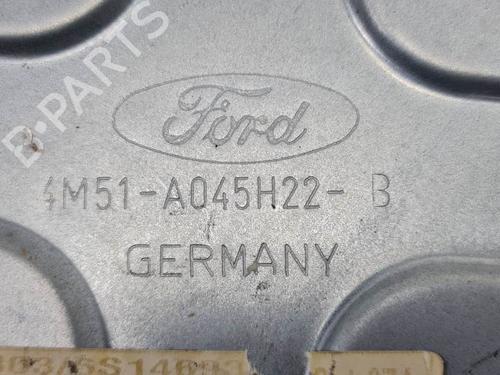 Ford
4M51-A045H22- B
GERMANY
B-Parts